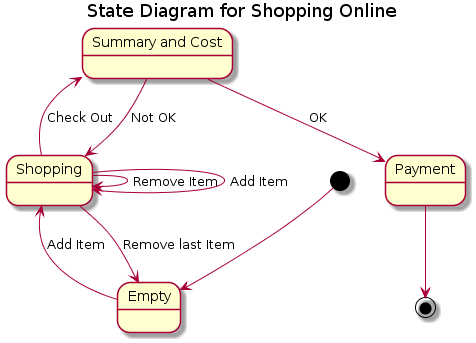 State Diagram for Shopping Online
Summary and Cost
Check Out
Not OK
OK
Shopping
Remove Item
Add Item
Payment
Add Item
Remove last Item
Empty